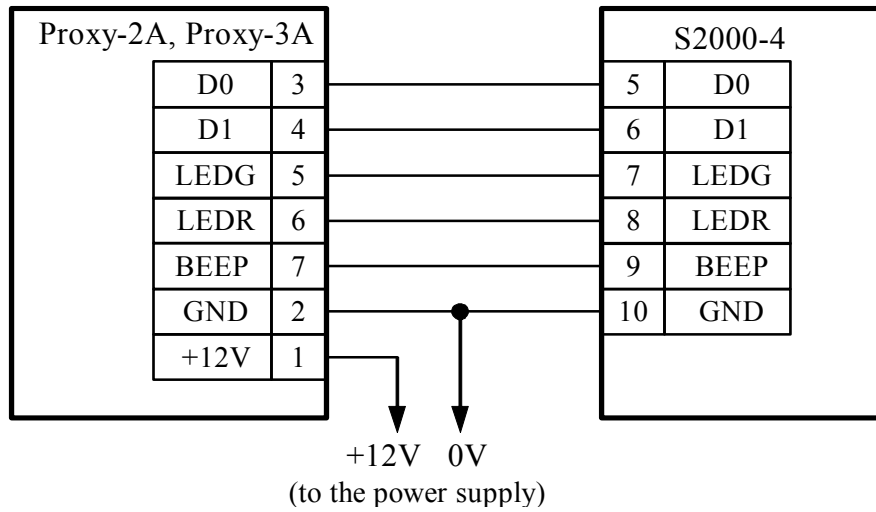 Proxy-2A, Proxy-3A S2000-4
D0 3 5 D0
D1 4 6 D1
LEDG 5 7 LEDG
LEDR 6 8 LEDR
BEEP 7 9 BEEP
GND 2 10 GND
+12V 1
+12V 0V
(to the power supply)